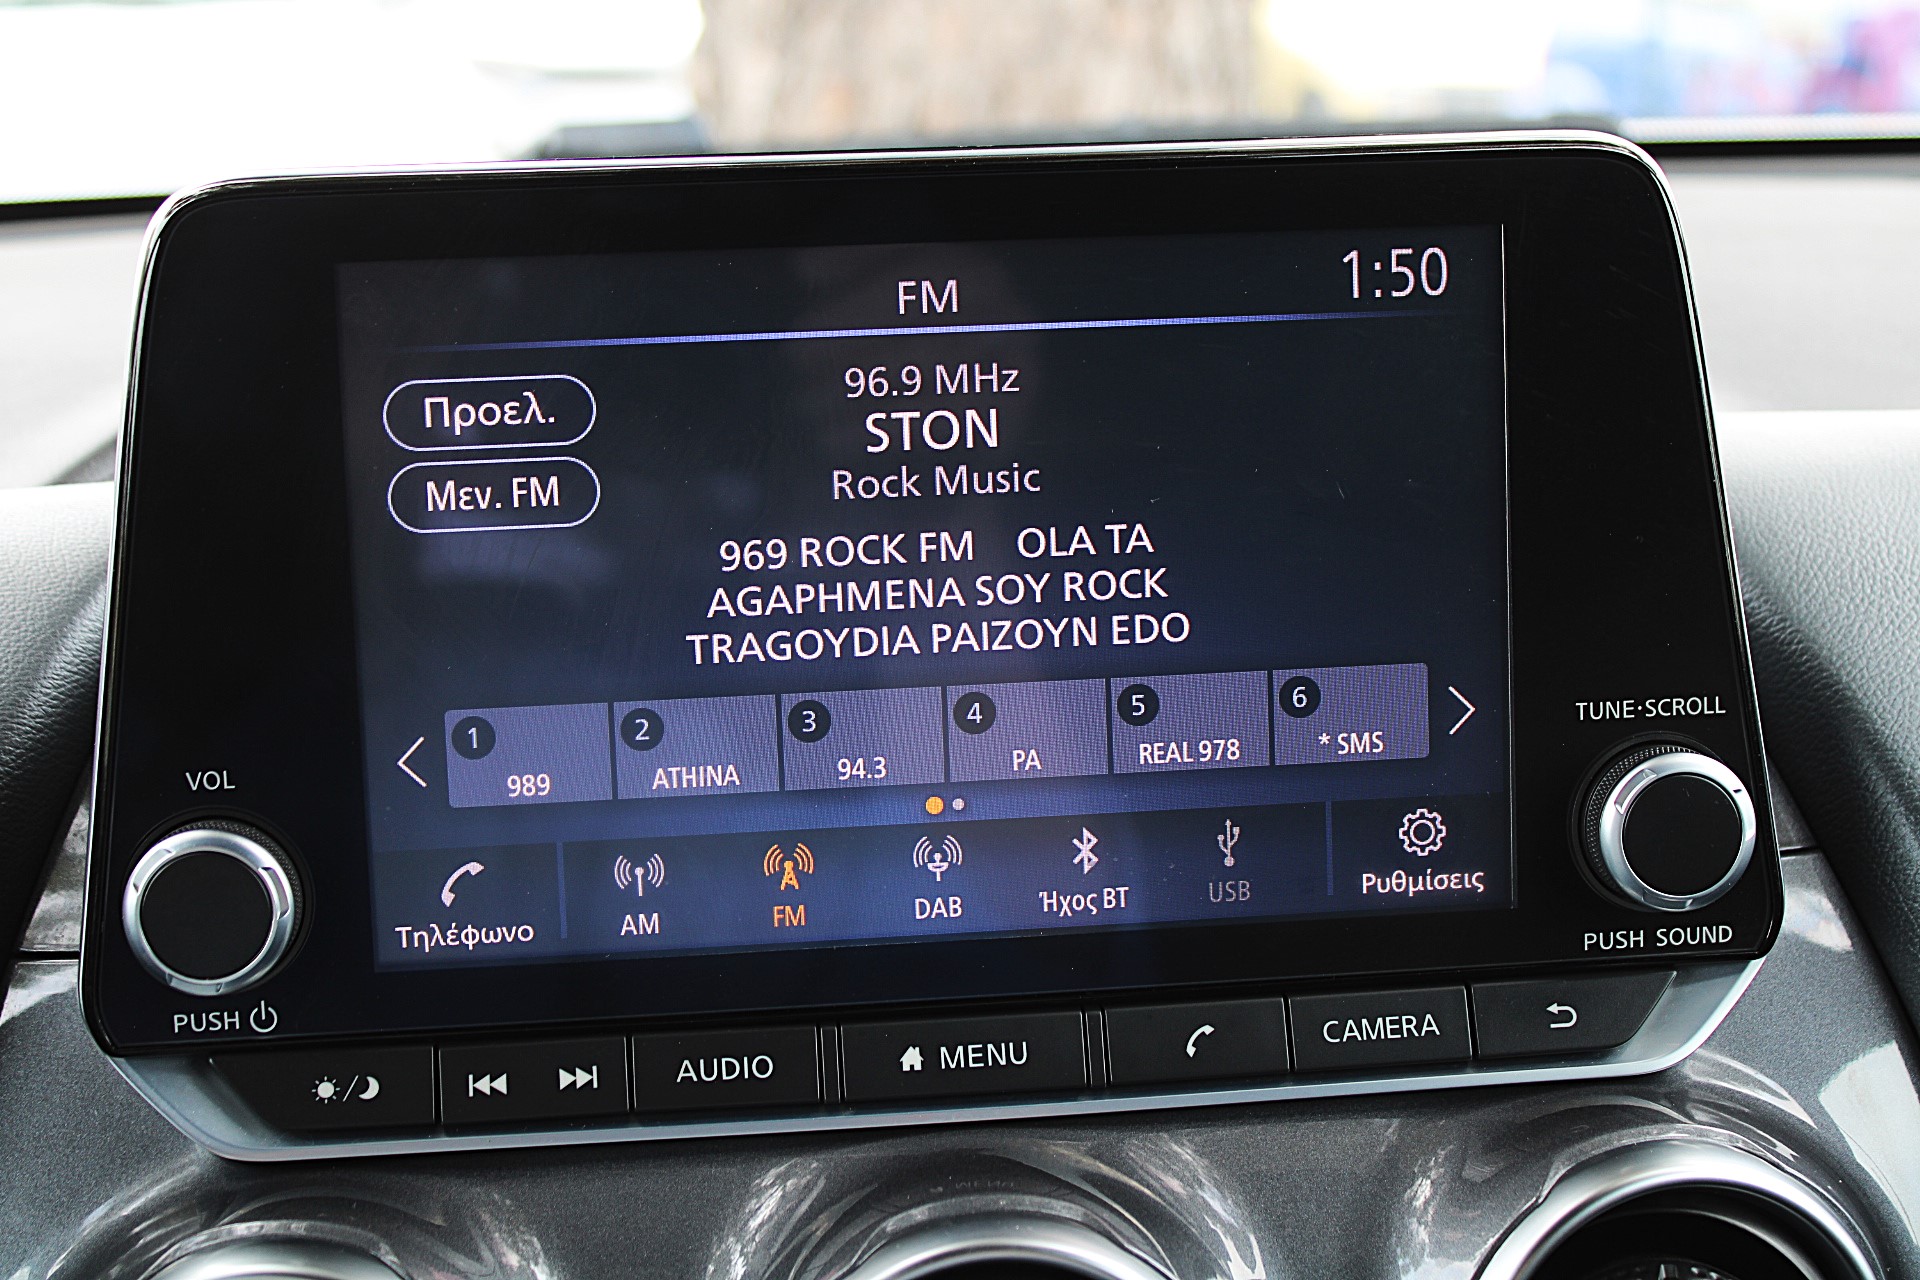 FM
1:50
Προελ.
Μεν. FM
96.9 MHz
STON
Rock Music
969 ROCK FM OLA TA
AGAPHMENA SOY ROCK
TRAGOYDIA PAIZOYN EDO
1 989
2 ATHINA
3 94.3
4 PA
5 REAL 978
6 * SMS
Τηλέφωνο
AM
FM
DAB
Ήχος BT
USB
Ρυθμίσεις
VOL
PUSH
TUNE·SCROLL
PUSH SOUND
AUDIO
MENU
CAMERA